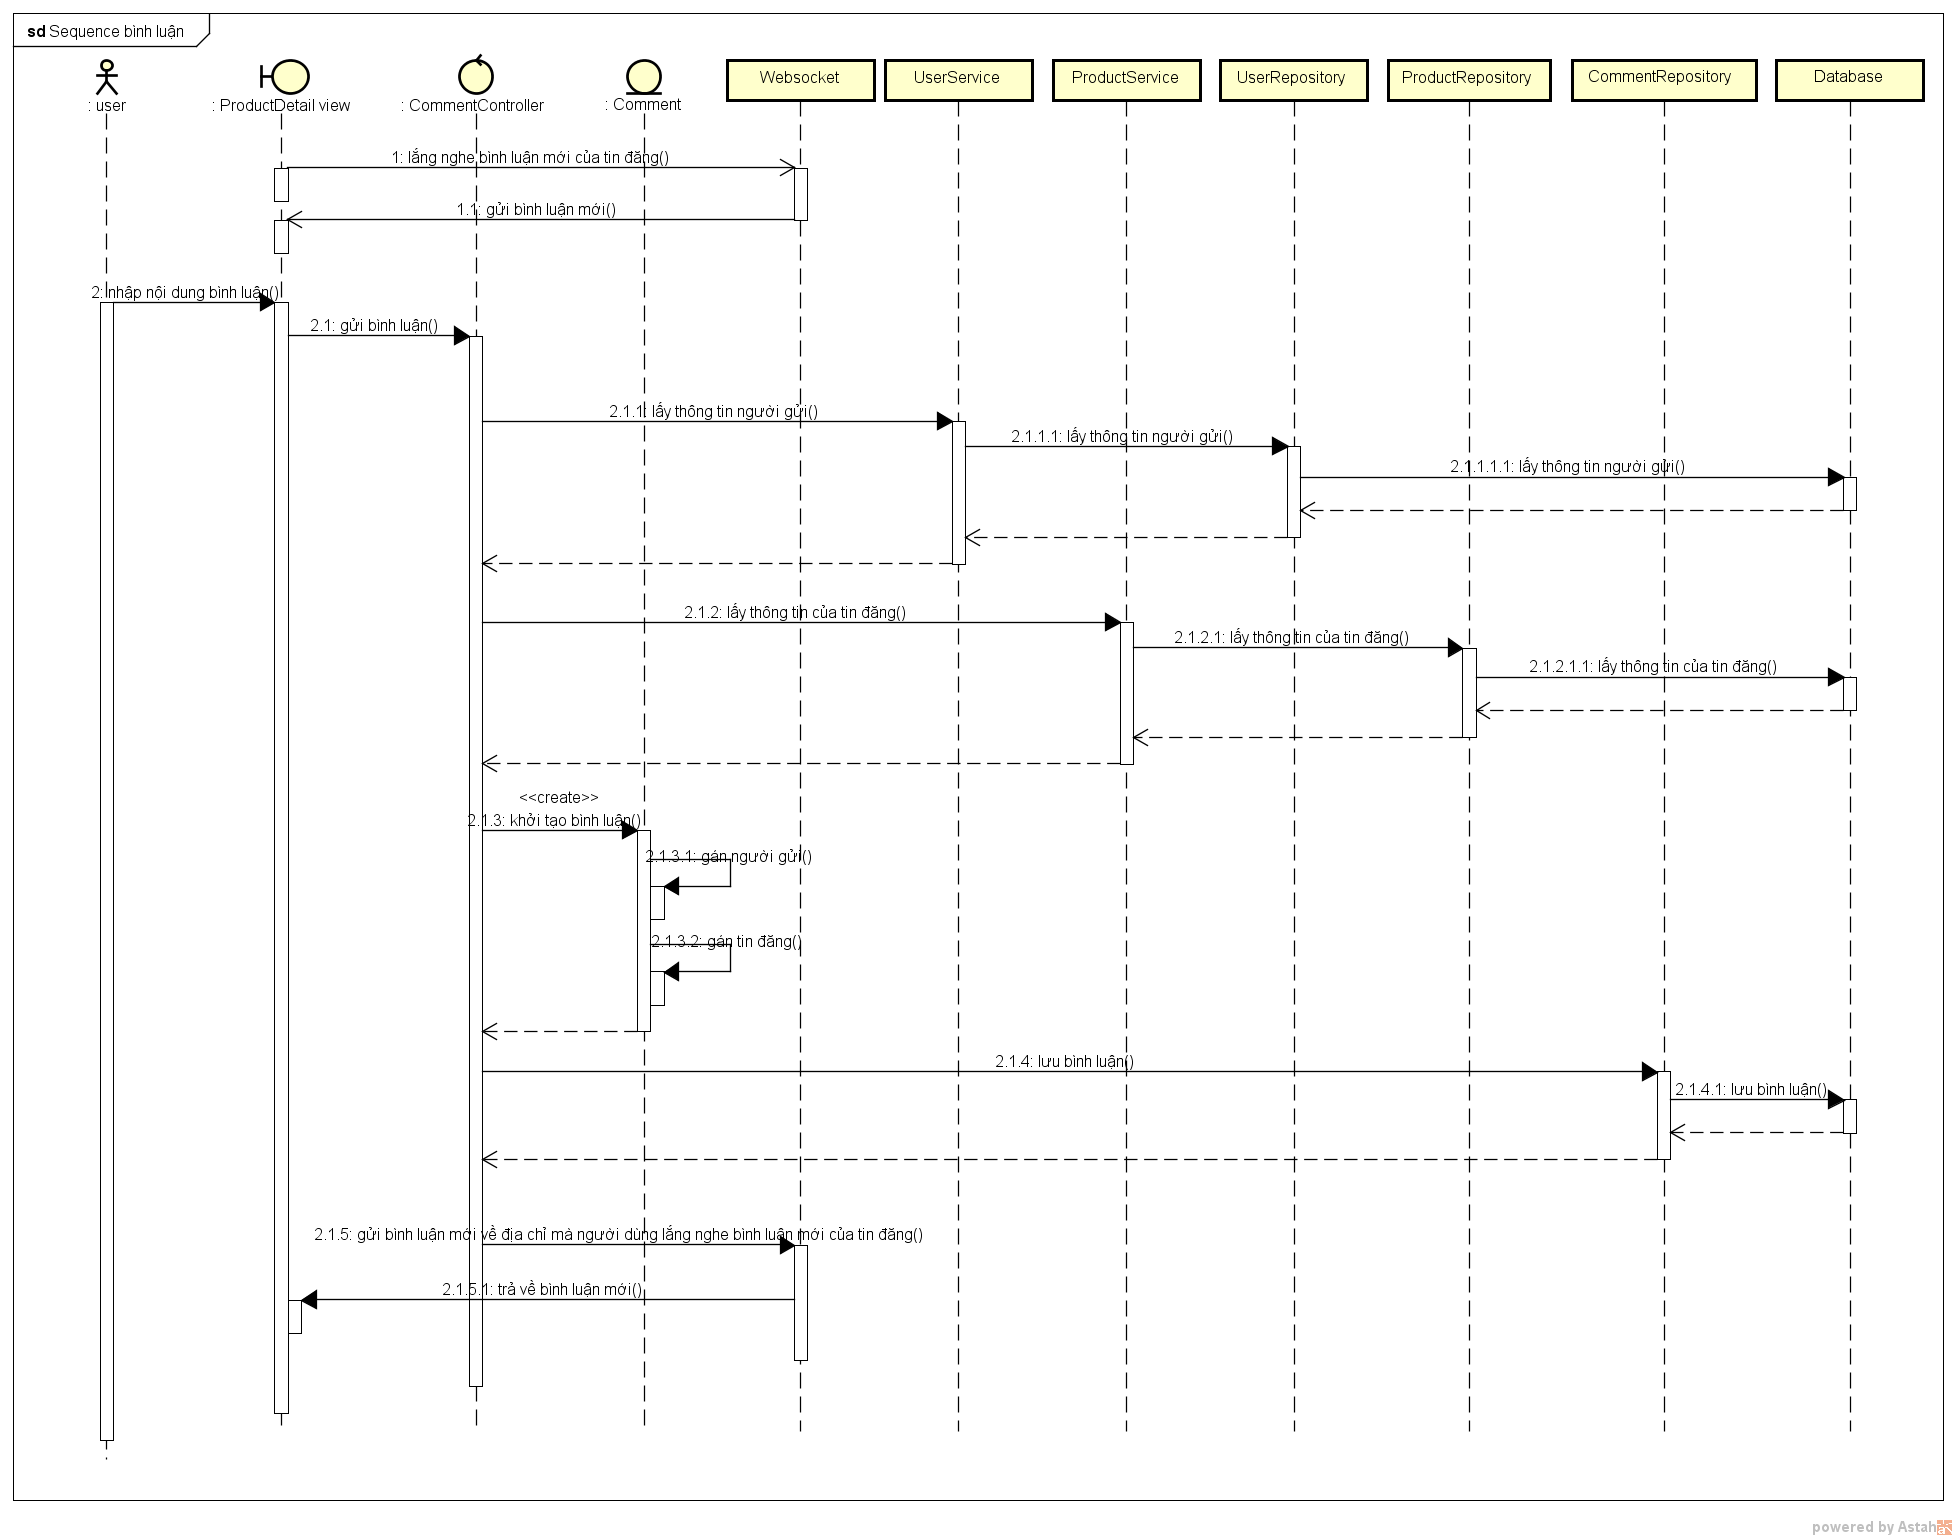 sd Sequence bình luận
: user
: ProductDetail view
: CommentController
: Comment
Websocket
UserService
ProductService
UserRepository
ProductRepository
CommentRepository
Database
1: lắng nghe bình luận mới của tin đăng()
1.1: gửi bình luận mới()
2: nhập nội dung bình luận()
2.1: gửi bình luận()
2.1.1: lấy thông tin người gửi()
2.1.1.1: lấy thông tin người gửi()
2.1.1.1.1: lấy thông tin người gửi()
2.1.2: lấy thông tin của tin đăng()
2.1.2.1: lấy thông tin của tin đăng()
2.1.2.1.1: lấy thông tin của tin đăng()
<<create>>
2.1.3: khởi tạo bình luận()
2.1.3.1: gán người gửi()
2.1.3.2: gán tin đăng()
2.1.4: lưu bình luận()
2.1.4.1: lưu bình luận()
2.1.5: gửi bình luận mới về địa chỉ mà người dùng lắng nghe bình luận mới của tin đăng()
2.1.5.1: trả về bình luận mới()
powered by Astah